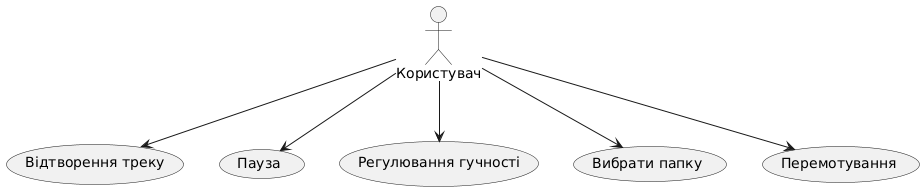 Користувач
Відтворення треку
Пауза
Регулювання гучності
Вибрати папку
Перемотування